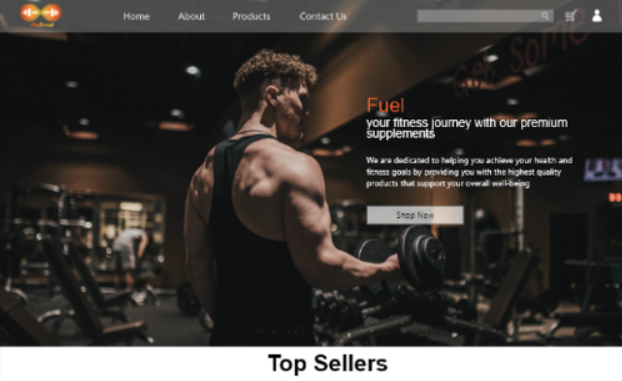 Home
About
Products
Contact Us
Get Some
Fuel
your fitness journey with our premium
supplements
We are dedicated to helping you achieve your health and
fitness goals by providing you with the highest quality
products that support your overall well-being
Shop Now
Top Sellers